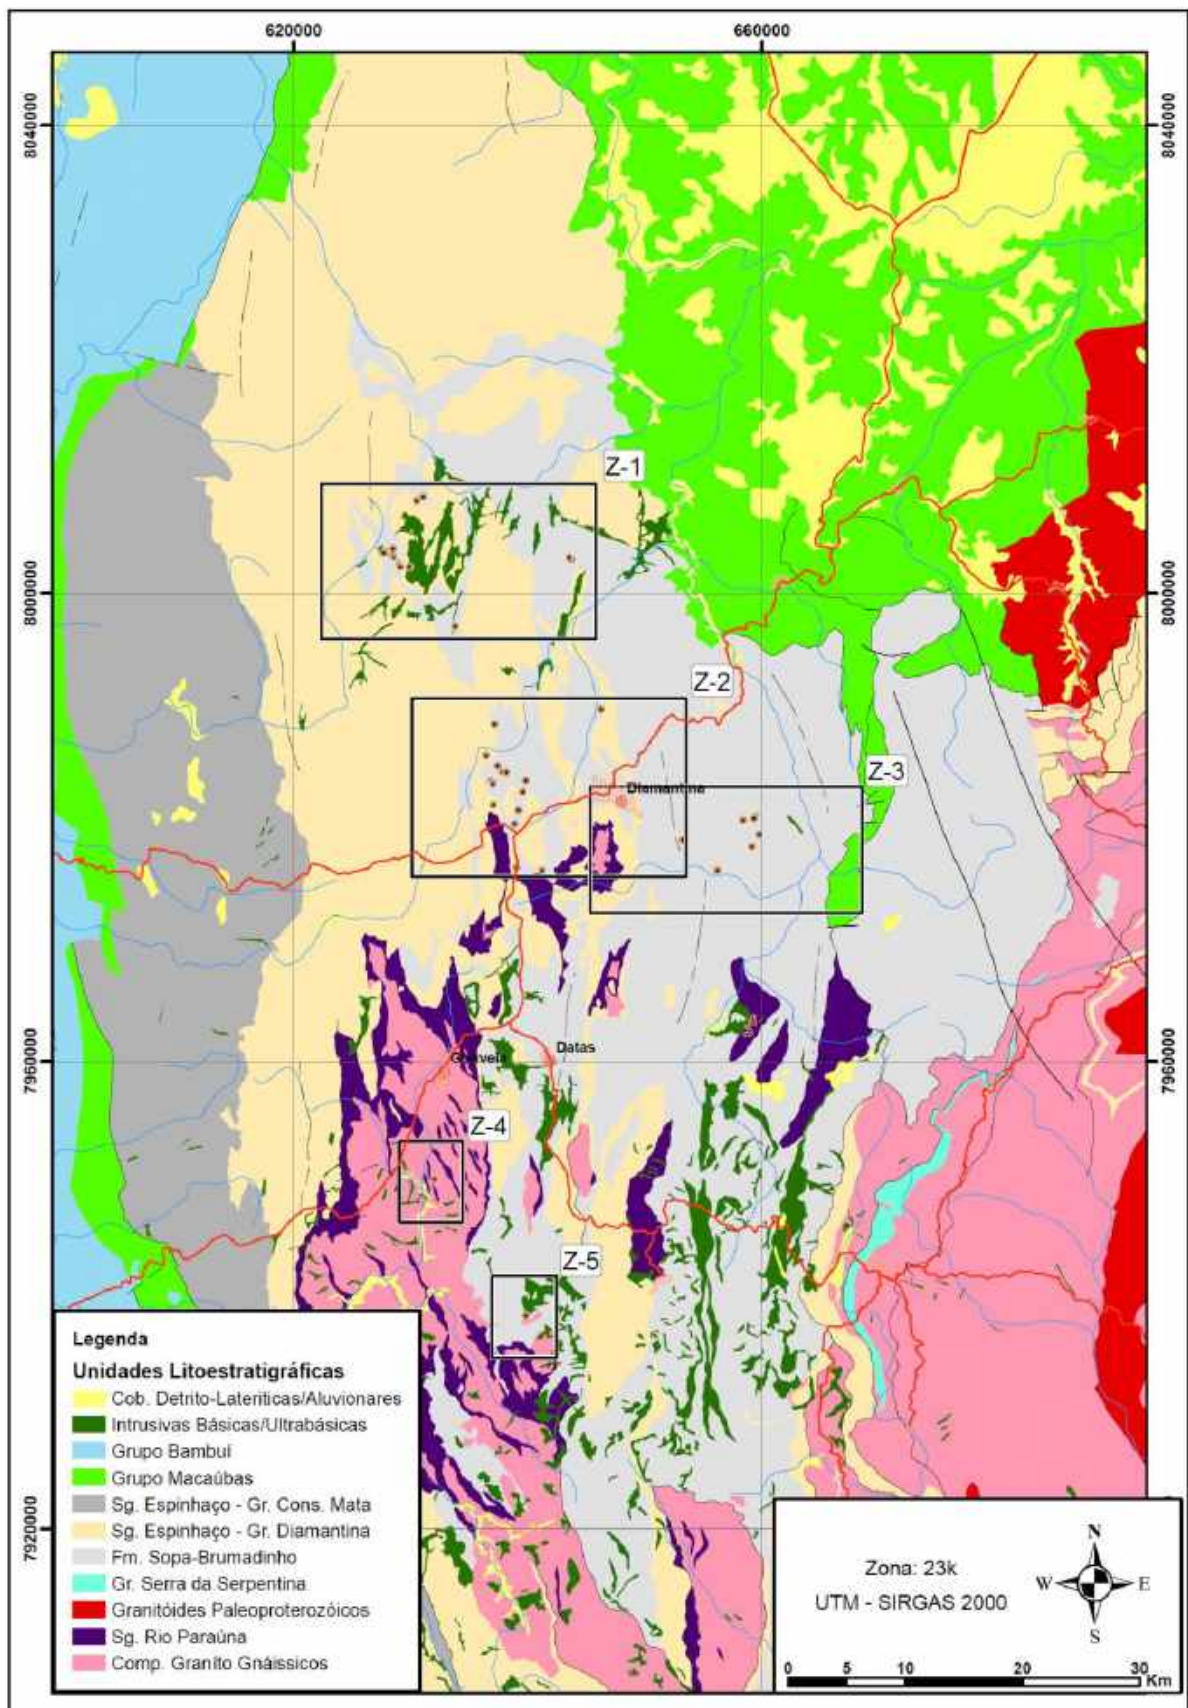 620000
660000
8040000
8040000
Z-1
8000000
8000000
Z-2
Z-3
Diamantina
7960000
7960000
Gouveia
Datas
Z-4
Z-5
7920000
Legenda
Unidades Litoestratigráficas
Cob. Detrito-Lateríticas/Aluvionares
Intrusivas Básicas/Ultrabásicas
Grupo Bambuí
Grupo Macaúbas
Sg. Espinhaço - Gr. Cons. Mata
Sg. Espinhaço - Gr. Diamantina
Fm. Sopa-Brumadinho
Gr. Serra da Serpentina
Granitóides Paleoproterozóicos
Sg. Rio Paraúna
Comp. Granito Gnáissicos
Zona: 23k
UTM - SIRGAS 2000
N
W
E
S
0 5 10 20 30
Km